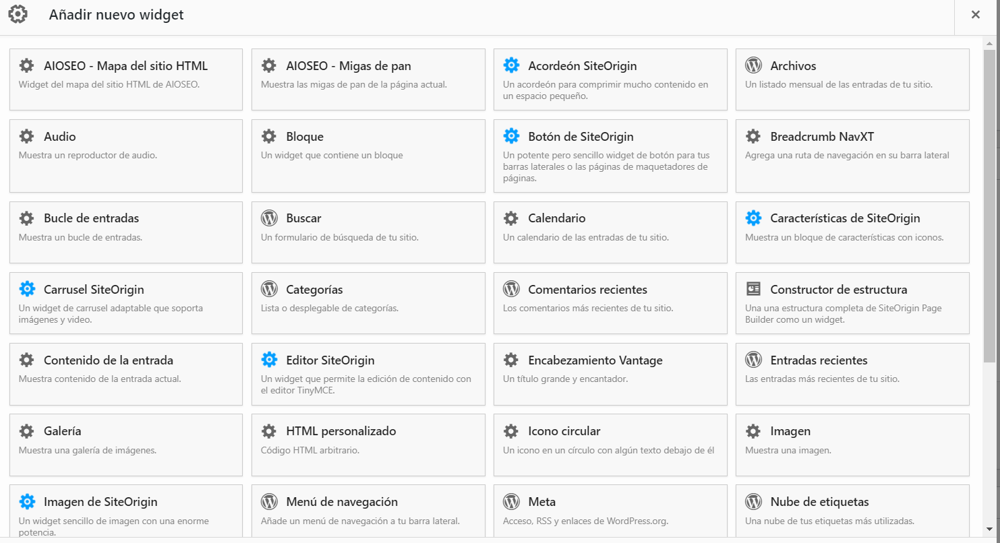 Añadir nuevo widget
AIOSEO - Mapa del sitio HTML
Widget del mapa del sitio HTML de AIOSEO.
AIOSEO - Migas de pan
Muestra las migas de pan de la página actual.
Acordeón SiteOrigin
Un acordeón para comprimir mucho contenido en
un espacio pequeño.
Archivos
Un listado mensual de las entradas de tu sitio.
Audio
Muestra un reproductor de audio.
Bloque
Un widget que contiene un bloque
Botón de SiteOrigin
Un potente pero sencillo widget de botón para tus
barras laterales o las páginas de maquetadores de
páginas.
Breadcrumb NavXT
Agrega una ruta de navegación en su barra lateral
Bucle de entradas
Muestra un bucle de entradas.
Buscar
Un formulario de búsqueda de tu sitio.
Calendario
Un calendario de las entradas de tu sitio.
Características de SiteOrigin
Muestra un bloque de características con iconos.
Carrusel SiteOrigin
Un widget de carrusel adaptable que soporta
imágenes y video.
Categorías
Lista o desplegable de categorías.
Comentarios recientes
Los comentarios más recientes de tu sitio.
Constructor de estructura
Una una estructura completa de SiteOrigin Page
Builder como un widget.
Contenido de la entrada
Muestra contenido de la entrada actual.
Editor SiteOrigin
Un widget que permite la edición de contenido con
el editor TinyMCE.
Encabezamiento Vantage
Un título grande y encantador.
Entradas recientes
Las entradas más recientes de tu sitio.
Galería
Muestra una galería de imágenes.
HTML personalizado
Código HTML arbitrario.
Icono circular
Un icono en un círculo con algún texto debajo de él
Imagen
Muestra una imagen.
Imagen de SiteOrigin
Un widget sencillo de imagen con una enorme
potencia.
Menú de navegación
Añade un menú de navegación a tu barra lateral.
Meta
Acceso, RSS y enlaces de WordPress.org.
Nube de etiquetas
Una nube de tus etiquetas más utilizadas.